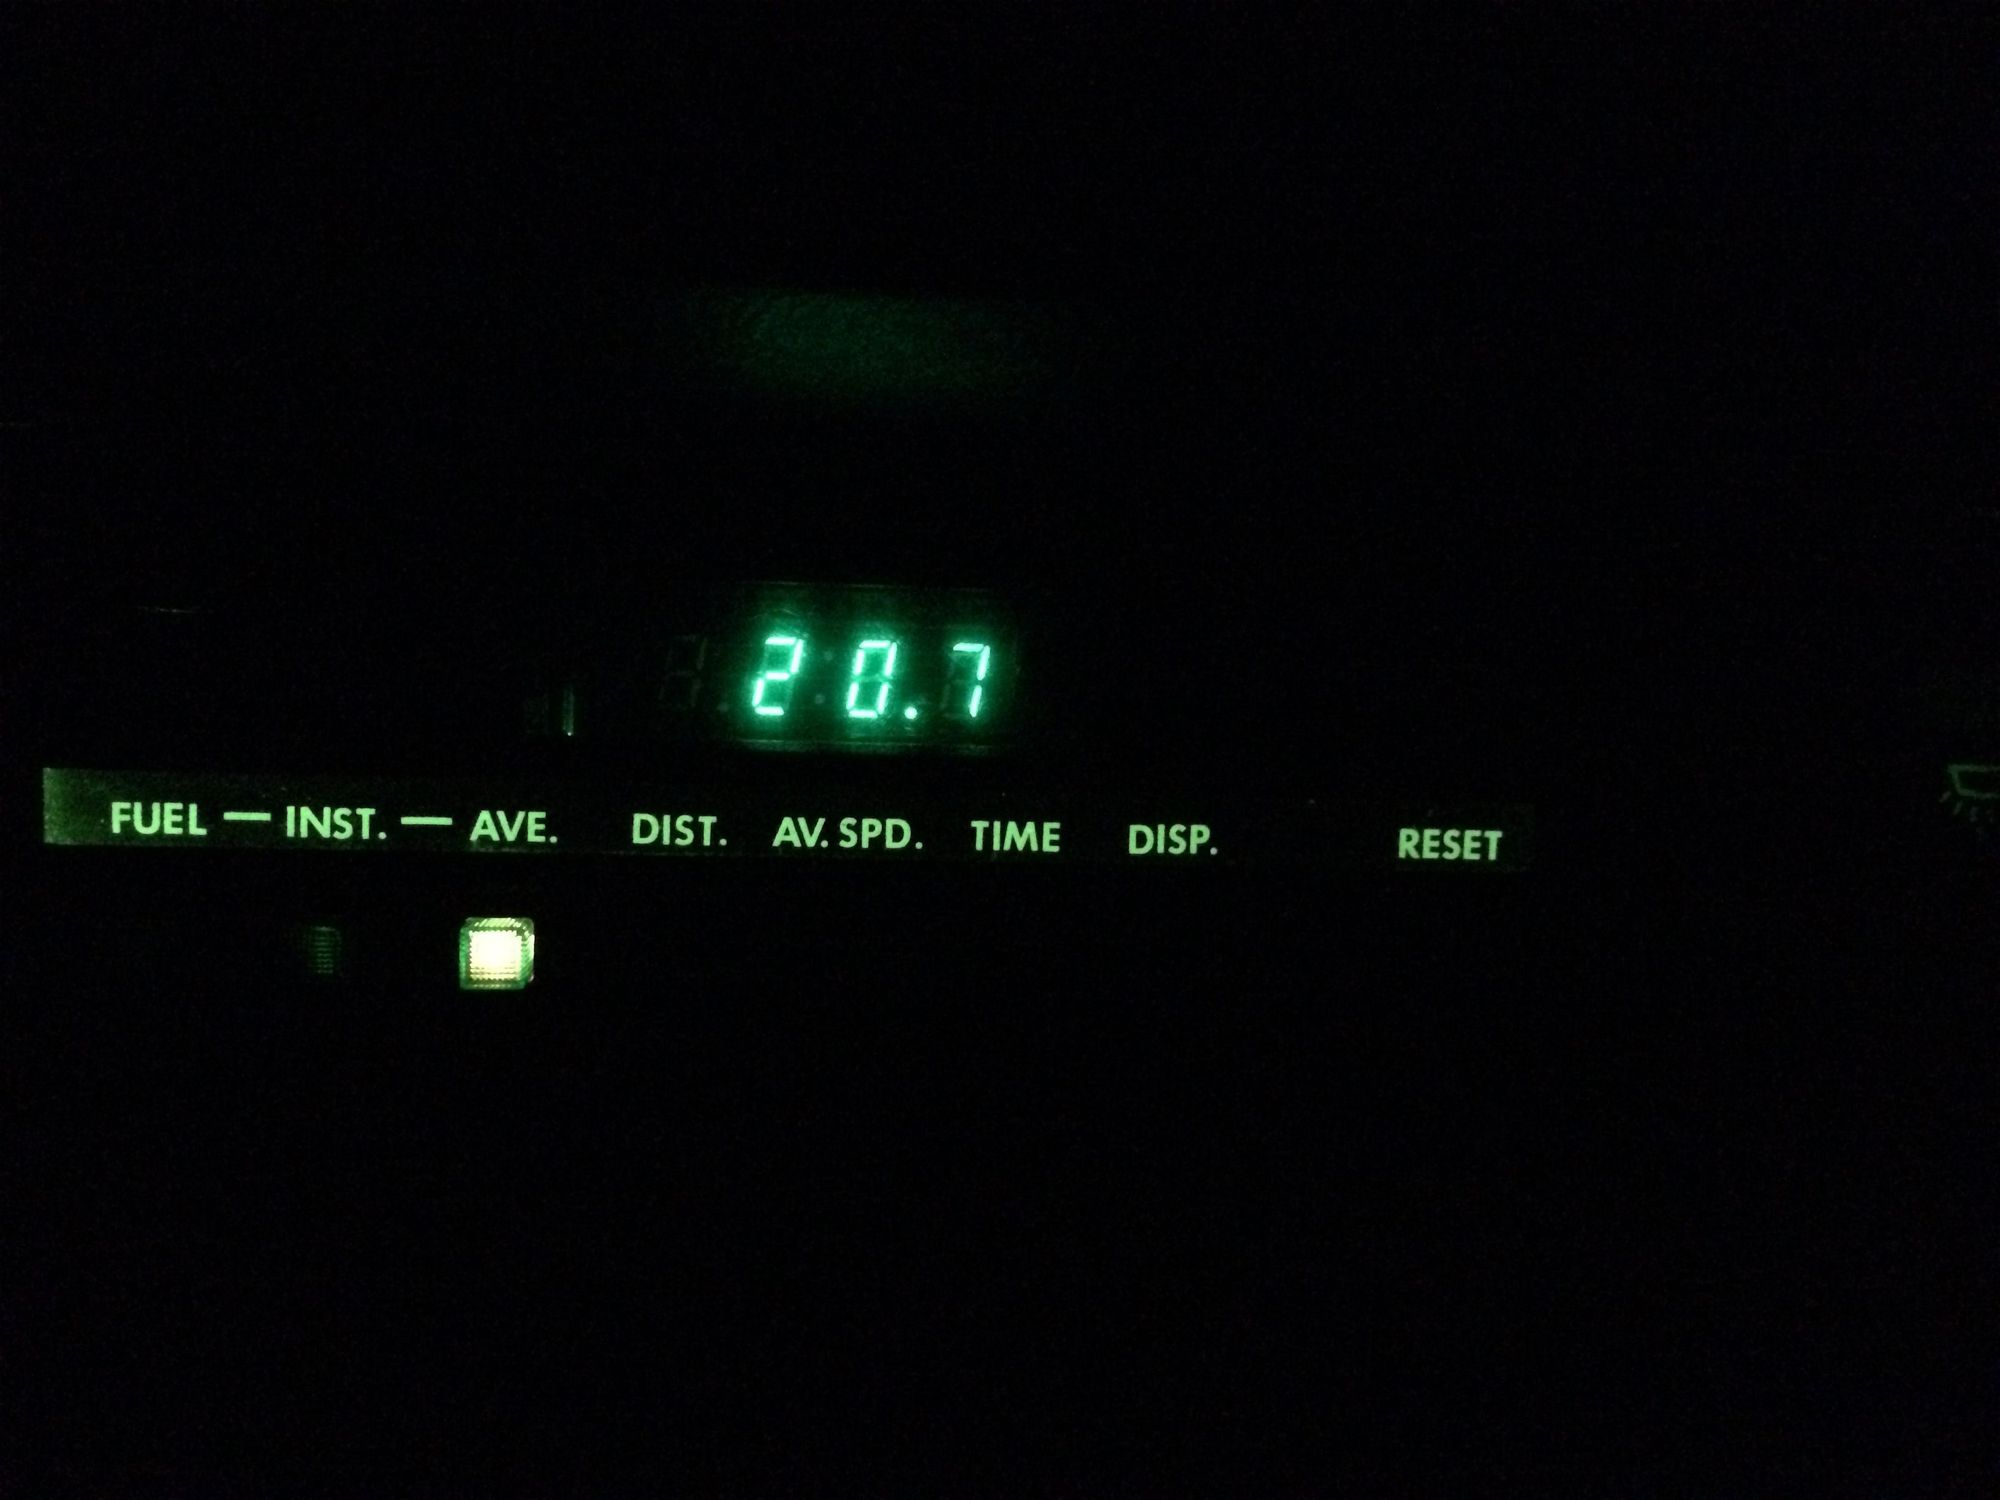 20.7
FUEL — INST. — AVE. DIST. AV. SPD. TIME DISP. RESET